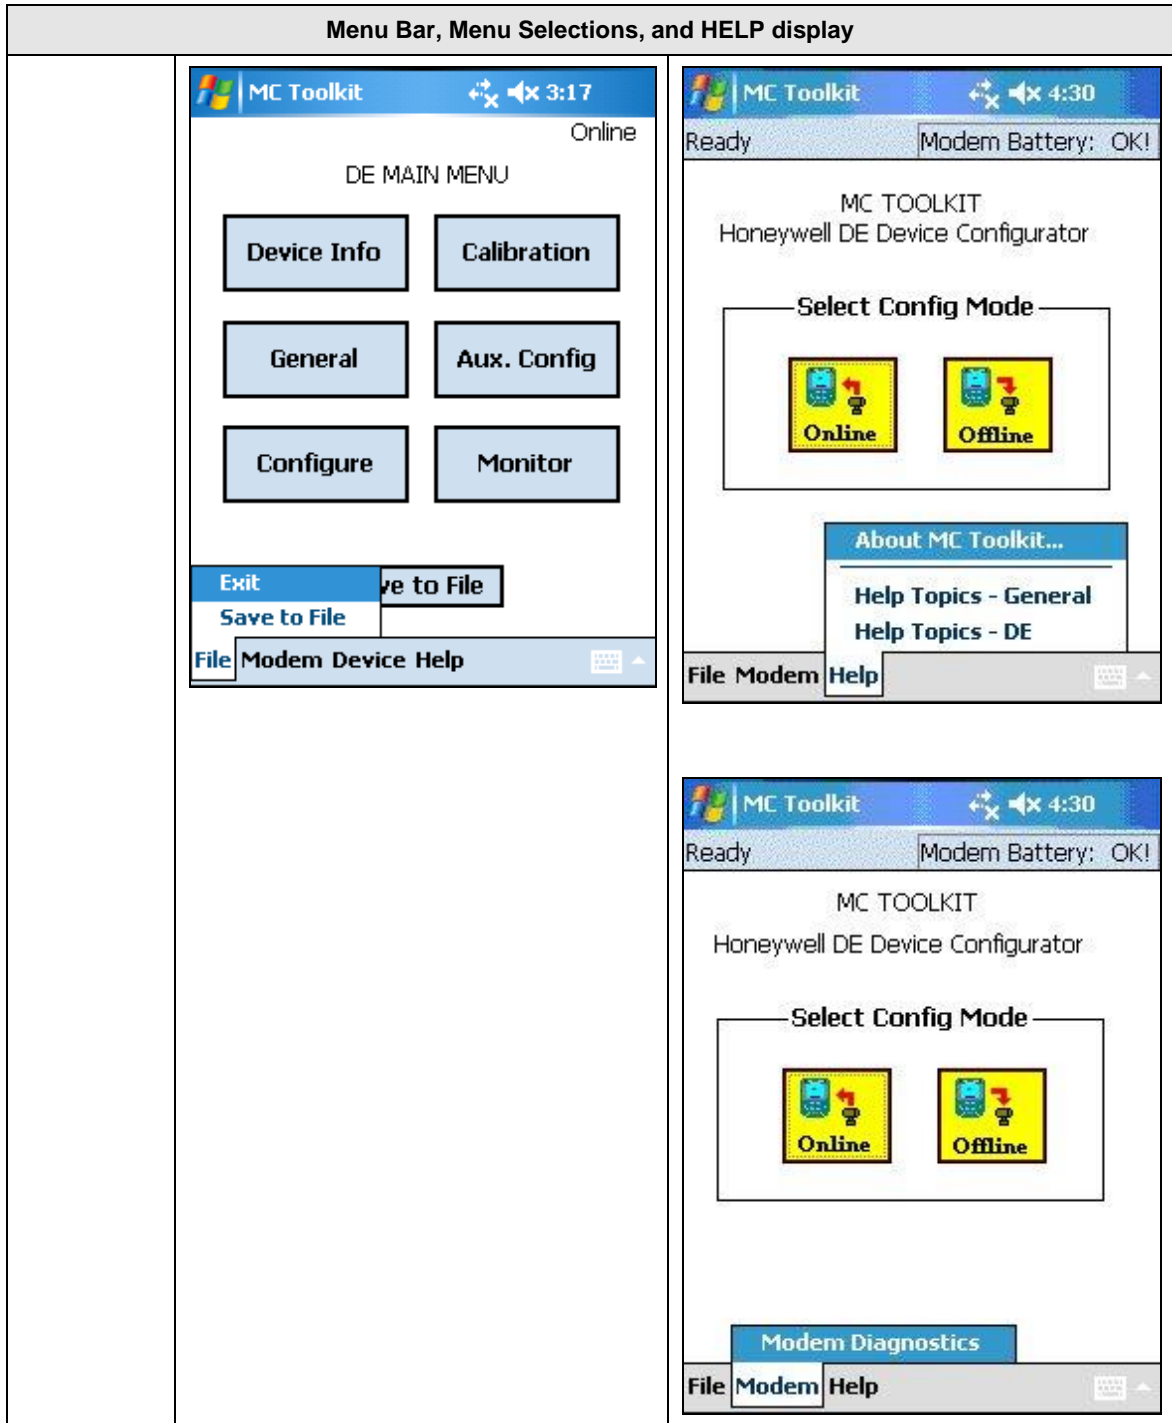 Menu Bar, Menu Selections, and HELP display
MC Toolkit 3:17
Online
DE MAIN MENU
Device Info Calibration
General Aux. Config
Configure Monitor
Exit
ve to File
Save to File
File Modem Device Help
MC Toolkit 4:30
Ready Modem Battery: OK!
MC TOOLKIT
Honeywell DE Device Configurator
Select Config Mode
Online Offline
About MC Toolkit...
Help Topics - General
Help Topics - DE
File Modem Help
MC Toolkit 4:30
Ready Modem Battery: OK!
MC TOOLKIT
Honeywell DE Device Configurator
Select Config Mode
Online Offline
Modem Diagnostics
File Modem Help